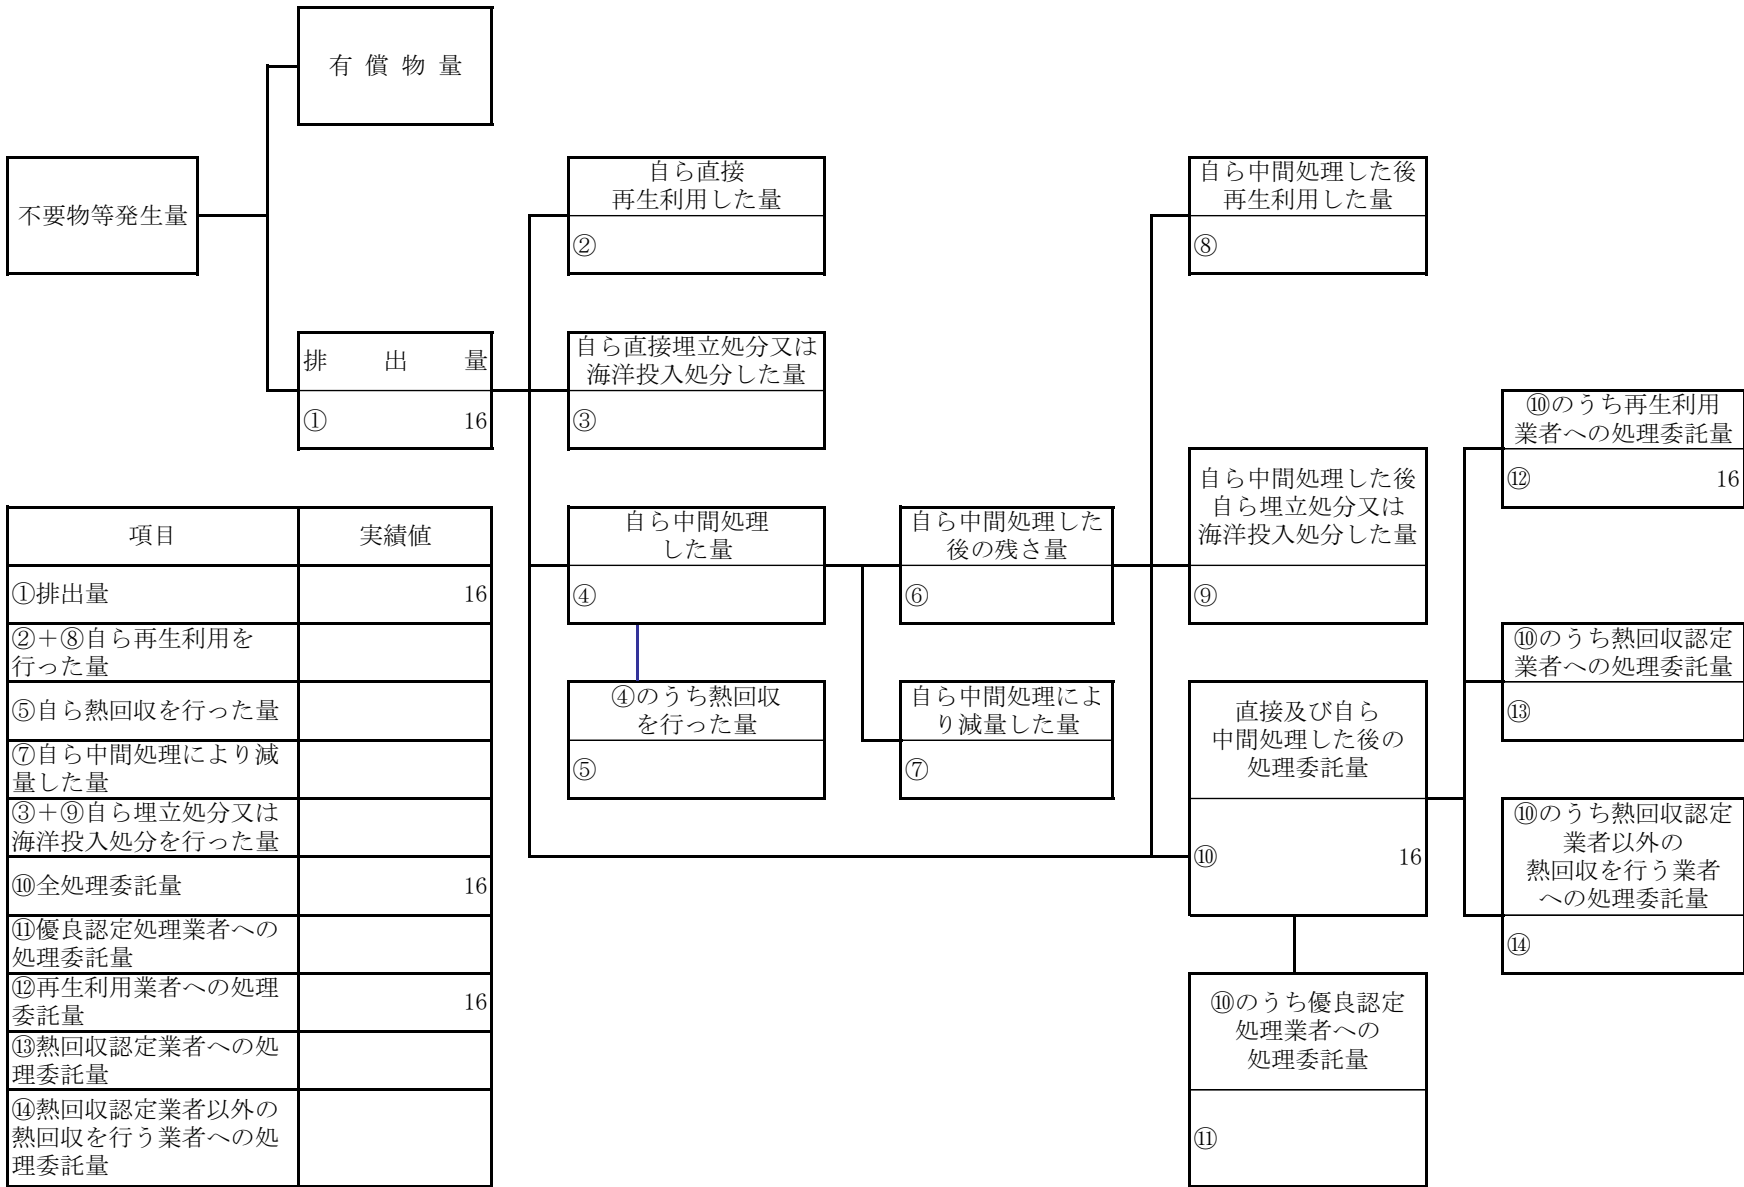 有償物量
不要物等発生量
自ら直接
再生利用した量
②
自ら中間処理した後
再生利用した量
⑧
排出量
① 16
自ら直接埋立処分又は
海洋投入処分した量
③
⑩のうち再生利用
業者への処理委託量
⑫ 16
自ら中間処理
した量
④
自ら中間処理した
後の残さ量
⑥
自ら中間処理した後
自ら埋立処分又は
海洋投入処分した量
⑨
⑩のうち熱回収認定
業者への処理委託量
⑬
④のうち熱回収
を行った量
⑤
自ら中間処理によ
り減量した量
⑦
直接及び自ら
中間処理した後の
処理委託量
⑩ 16
⑩のうち熱回収認定
業者以外の
熱回収を行う業者
への処理委託量
⑭
⑩のうち優良認定
処理業者への
処理委託量
⑪
項目 実績値
①排出量 16
②＋⑧自ら再生利用を
行った量
⑤自ら熱回収を行った量
⑦自ら中間処理により減
量した量
③＋⑨自ら埋立処分又は
海洋投入処分を行った量
⑩全処理委託量 16
⑪優良認定処理業者への
処理委託量
⑫再生利用業者への処理
委託量 16
⑬熱回収認定業者への処
理委託量
⑭熱回収認定業者以外の
熱回収を行う業者への処
理委託量